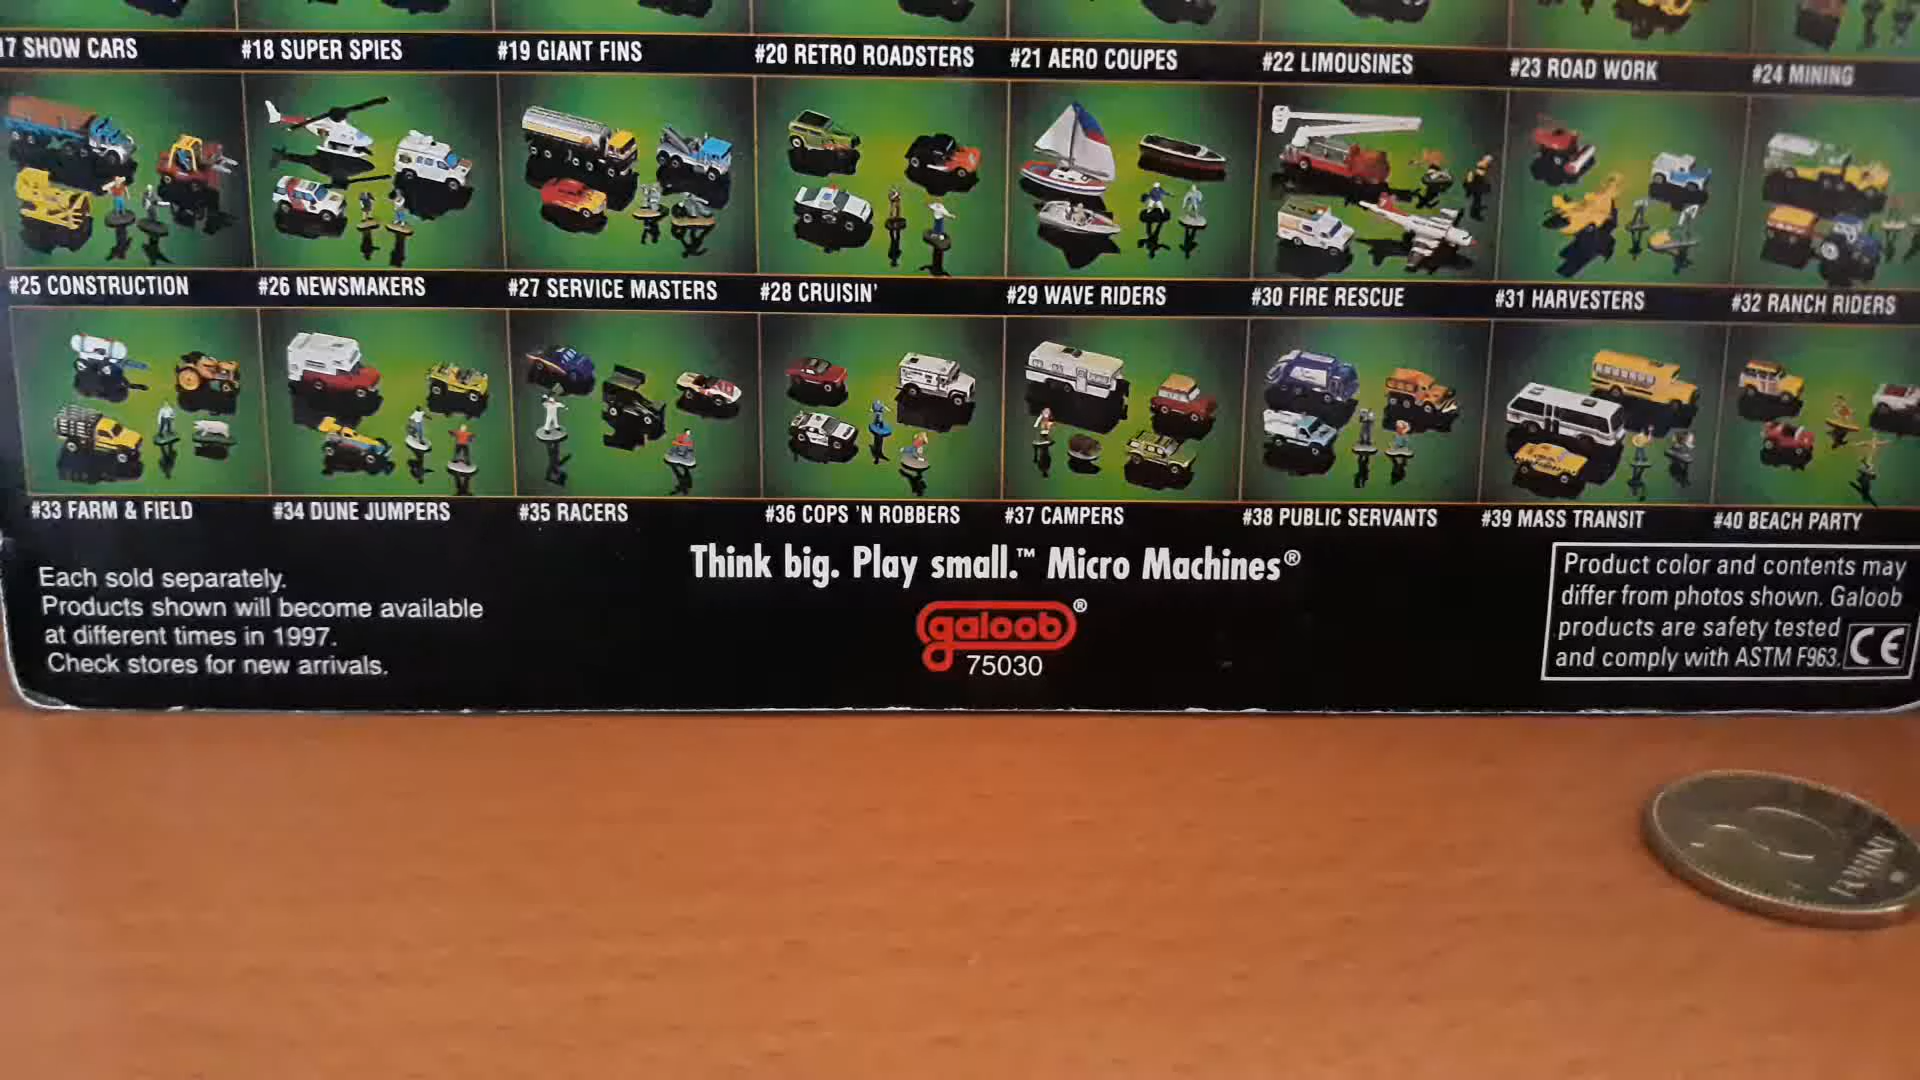 17 SHOW CARS #18 SUPER SPIES #19 GIANT FINS #20 RETRO ROADSTERS #21 AERO COUPES #22 LIMOUSINES #23 ROAD WORK #24 MINING
#25 CONSTRUCTION #26 NEWSMAKERS #27 SERVICE MASTERS #28 CRUISIN' #29 WAVE RIDERS #30 FIRE RESCUE #31 HARVESTERS #32 RANCH RIDERS
#33 FARM & FIELD #34 DUNE JUMPERS #35 RACERS #36 COPS 'N ROBBERS #37 CAMPERS #38 PUBLIC SERVANTS #39 MASS TRANSIT #40 BEACH PARTY
Think big. Play small.™ Micro Machines®
galoob®
75030
Each sold separately.
Products shown will become available
at different times in 1997.
Check stores for new arrivals.
Product color and contents may
differ from photos shown. Galoob
products are safety tested
and comply with ASTM F963. CE
FORINT